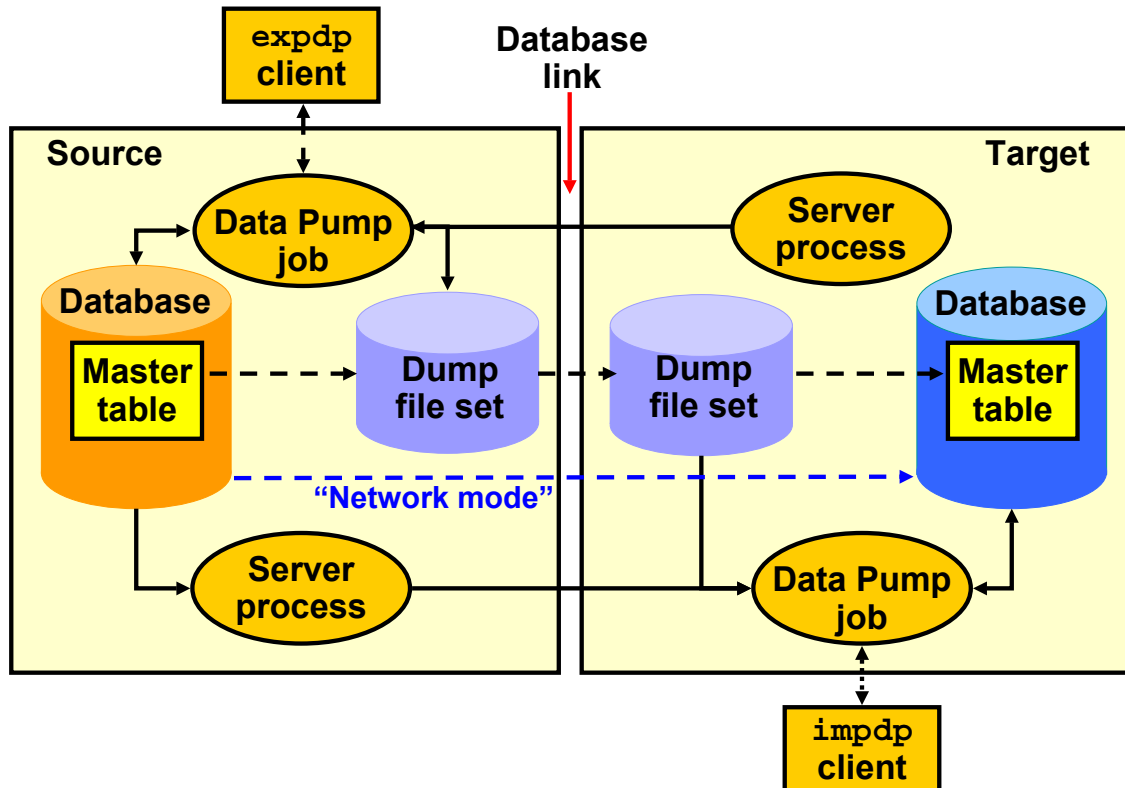 expdp
client
Database
link
Source
Target
Data Pump
job
Server
process
Database
Master
table
Dump
file set
Dump
file set
Database
Master
table
“Network mode”
Server
process
Data Pump
job
impdp
client